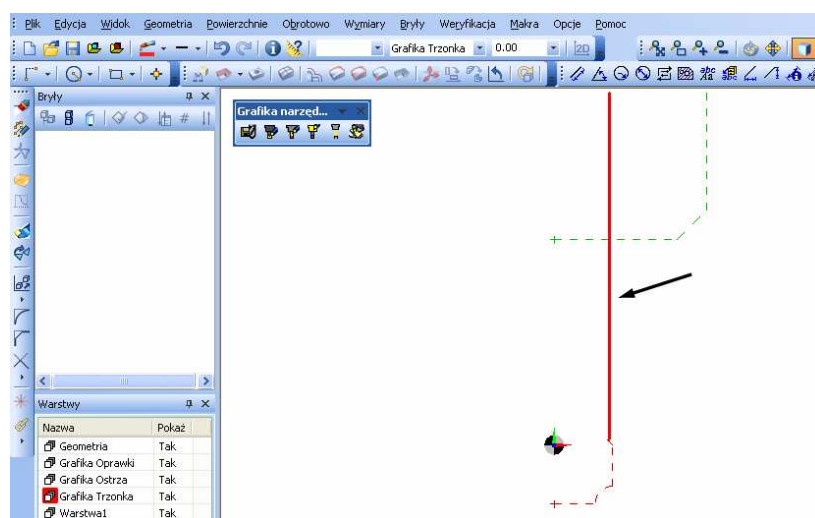 Plik Edycja Widok Geometria Powierzchnie Obrotowo Wymiary Bryły Weryfikacja Makra Opcje Pomoc
Grafika Trzonka 0.00 2D
Bryły
Grafika narzęd...
Warstwy
Nazwa Pokaż
Geometria Tak
Grafika Oprawki Tak
Grafika Ostrza Tak
Grafika Trzonka Tak
Warstwa1 Tak